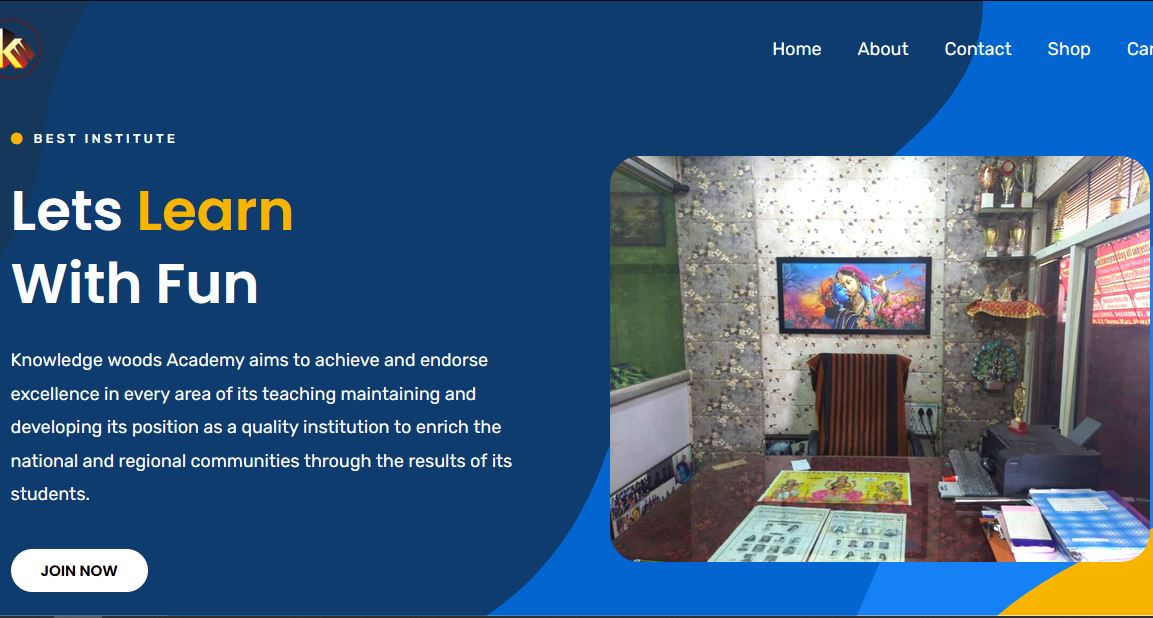 k
Home About Contact Shop
BEST INSTITUTE
Lets Learn
With Fun
Knowledge woods Academy aims to achieve and endorse
excellence in every area of its teaching maintaining and
developing its position as a quality institution to enrich the
national and regional communities through the results of its
students.
JOIN NOW